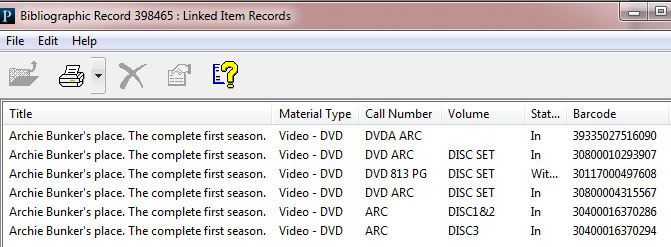 Bibliographic Record 398465 : Linked Item Records
File Edit Help
Title Material Type Call Number Volume Stat... Barcode
Archie Bunker's place. The complete first season. Video - DVD DVDA ARC In 39335027516090
Archie Bunker's place. The complete first season. Video - DVD DVD ARC DISC SET In 30800010293907
Archie Bunker's place. The complete first season. Video - DVD DVD 813 PG DISC SET Wit... 30117000497608
Archie Bunker's place. The complete first season. Video - DVD DVD ARC DISC SET In 30800004315567
Archie Bunker's place. The complete first season. Video - DVD ARC DISC1&2 In 30400016370286
Archie Bunker's place. The complete first season. Video - DVD ARC DISC3 In 30400016370294